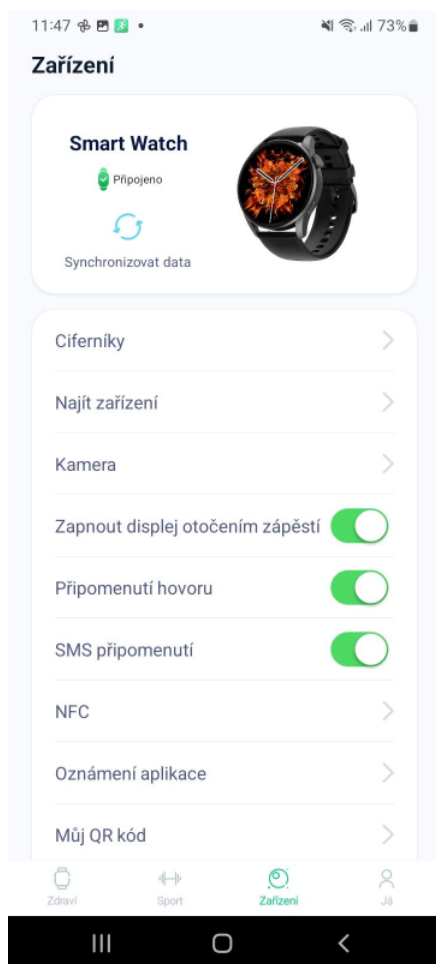 11:47 73%
Zařízení
Smart Watch
Připojeno
Synchronizovat data
Ciferníky
Najít zařízení
Kamera
Zapnout displej otočením zápěstí
Připomenutí hovoru
SMS připomenutí
NFC
Oznámení aplikace
Můj QR kód
Zdraví Sport Zařízení Já